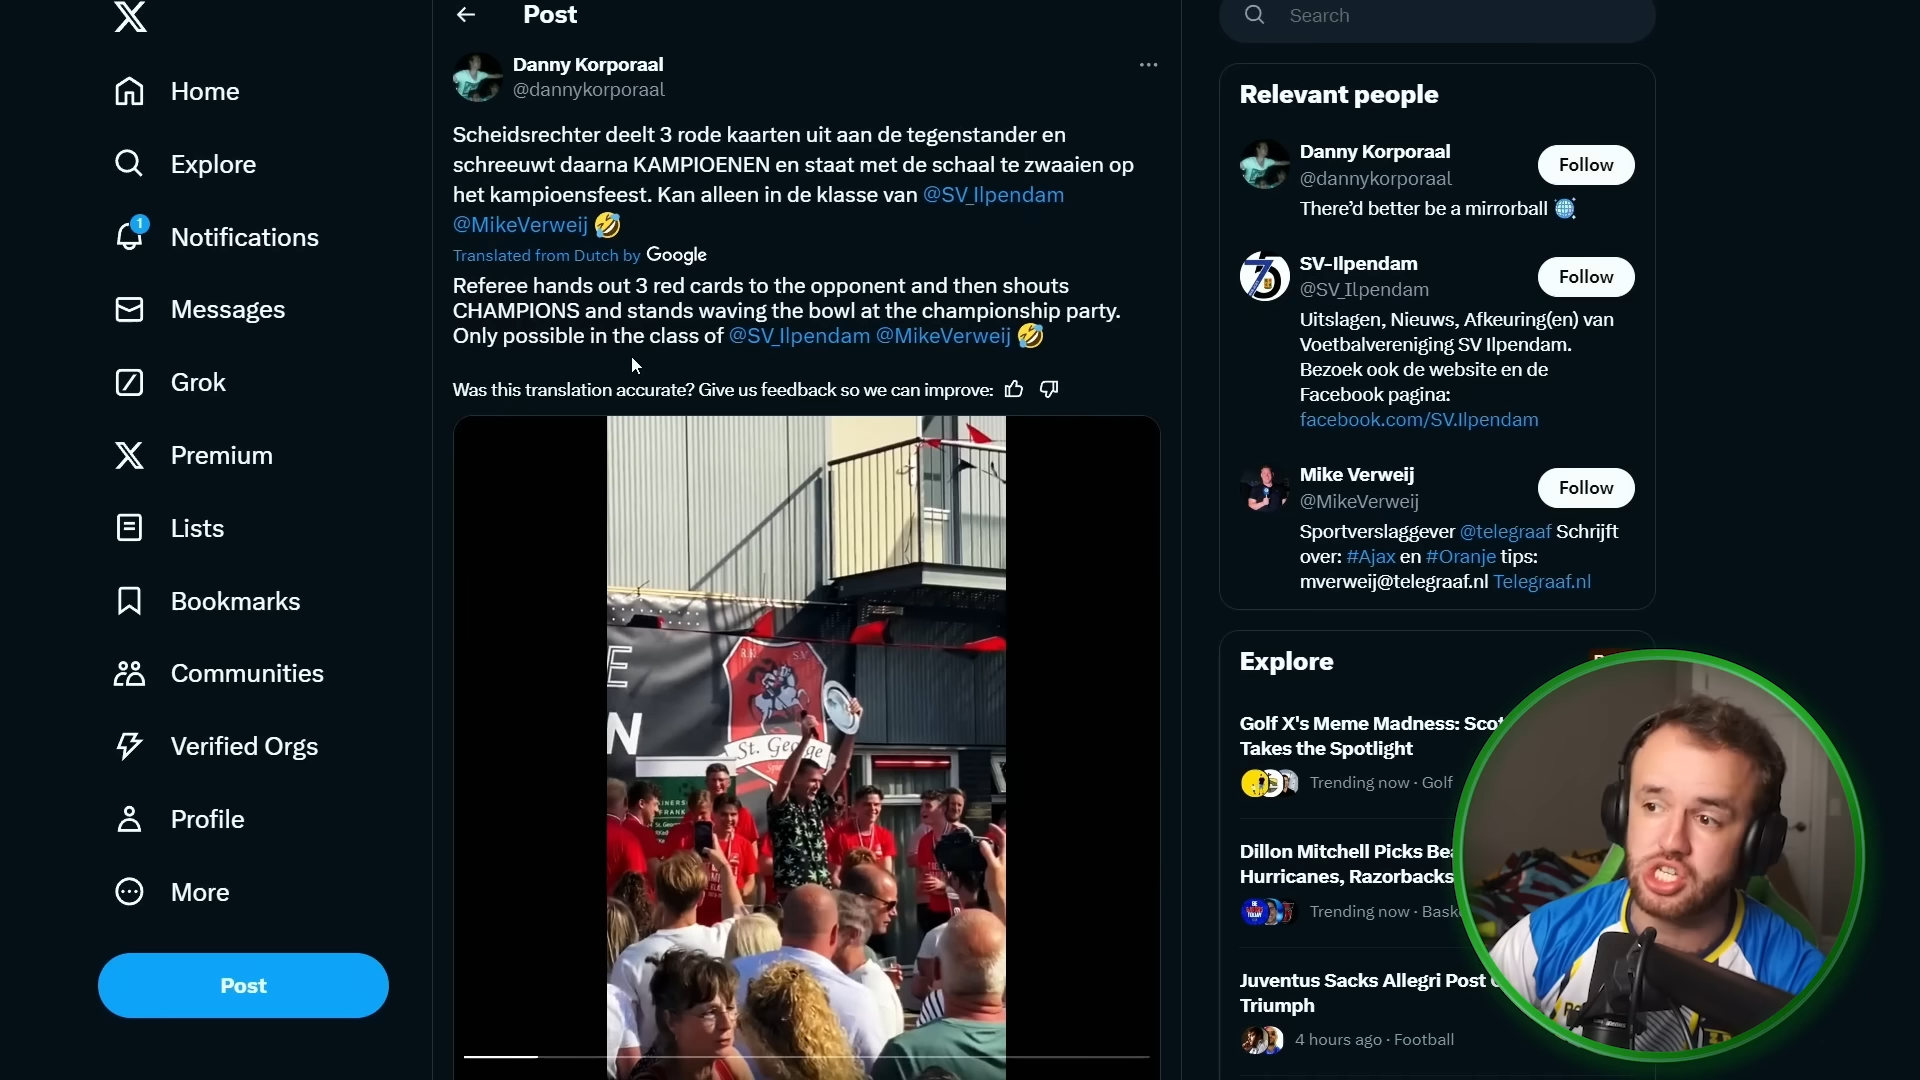 Home
Explore
1
Notifications
Messages
Grok
Premium
Lists
Bookmarks
Communities
Verified Orgs
Profile
More
Post
Post
Danny Korporaal
@dannykorporaal
Scheidsrechter deelt 3 rode kaarten uit aan de tegenstander en
schreeuwt daarna KAMPIOENEN en staat met de schaal te zwaaien op
het kampioensfeest. Kan alleen in de klasse van @SV_Ilpendam
@MikeVerweij 🤣
Translated from Dutch by Google
Referee hands out 3 red cards to the opponent and then shouts
CHAMPIONS and stands waving the bowl at the championship party.
Only possible in the class of @SV_Ilpendam @MikeVerweij 🤣
Was this translation accurate? Give us feedback so we can improve:
R.K. S.V.
St. George
Search
Relevant people
Danny Korporaal
@dannykorporaal
Follow
There'd better be a mirrorball
SV-Ilpendam
@SV_Ilpendam
Follow
Uitslagen, Nieuws, Afkeuring(en) van
Voetbalvereniging SV Ilpendam.
Bezoek ook de website en de
Facebook pagina:
facebook.com/SV.Ilpendam
Mike Verweij
@MikeVerweij
Follow
Sportverslaggever @telegraaf Schrijft
over: #Ajax en #Oranje tips:
mverweij@telegraaf.nl Telegraaf.nl
Explore
Golf X's Meme Madness: Scot
Takes the Spotlight
Trending now · Golf
Dillon Mitchell Picks Be
Hurricanes, Razorbacks
Trending now · Bask
Juventus Sacks Allegri Post
Triumph
4 hours ago · Football